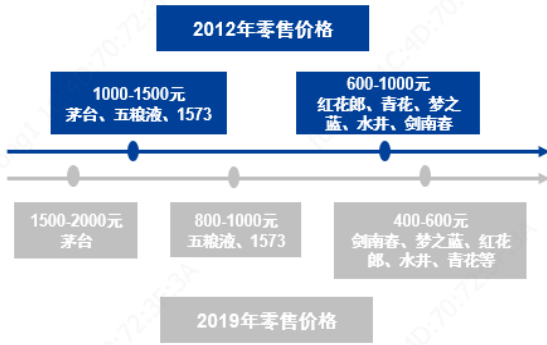 2012年零售价格
1000-1500元
茅台、五粮液、1573
600-1000元
红花郎、青花、梦之
蓝、水井、剑南春
1500-2000元
茅台
800-1000元
五粮液、1573
400-600元
剑南春、梦之蓝、红花
郎、水井、青花等
2019年零售价格